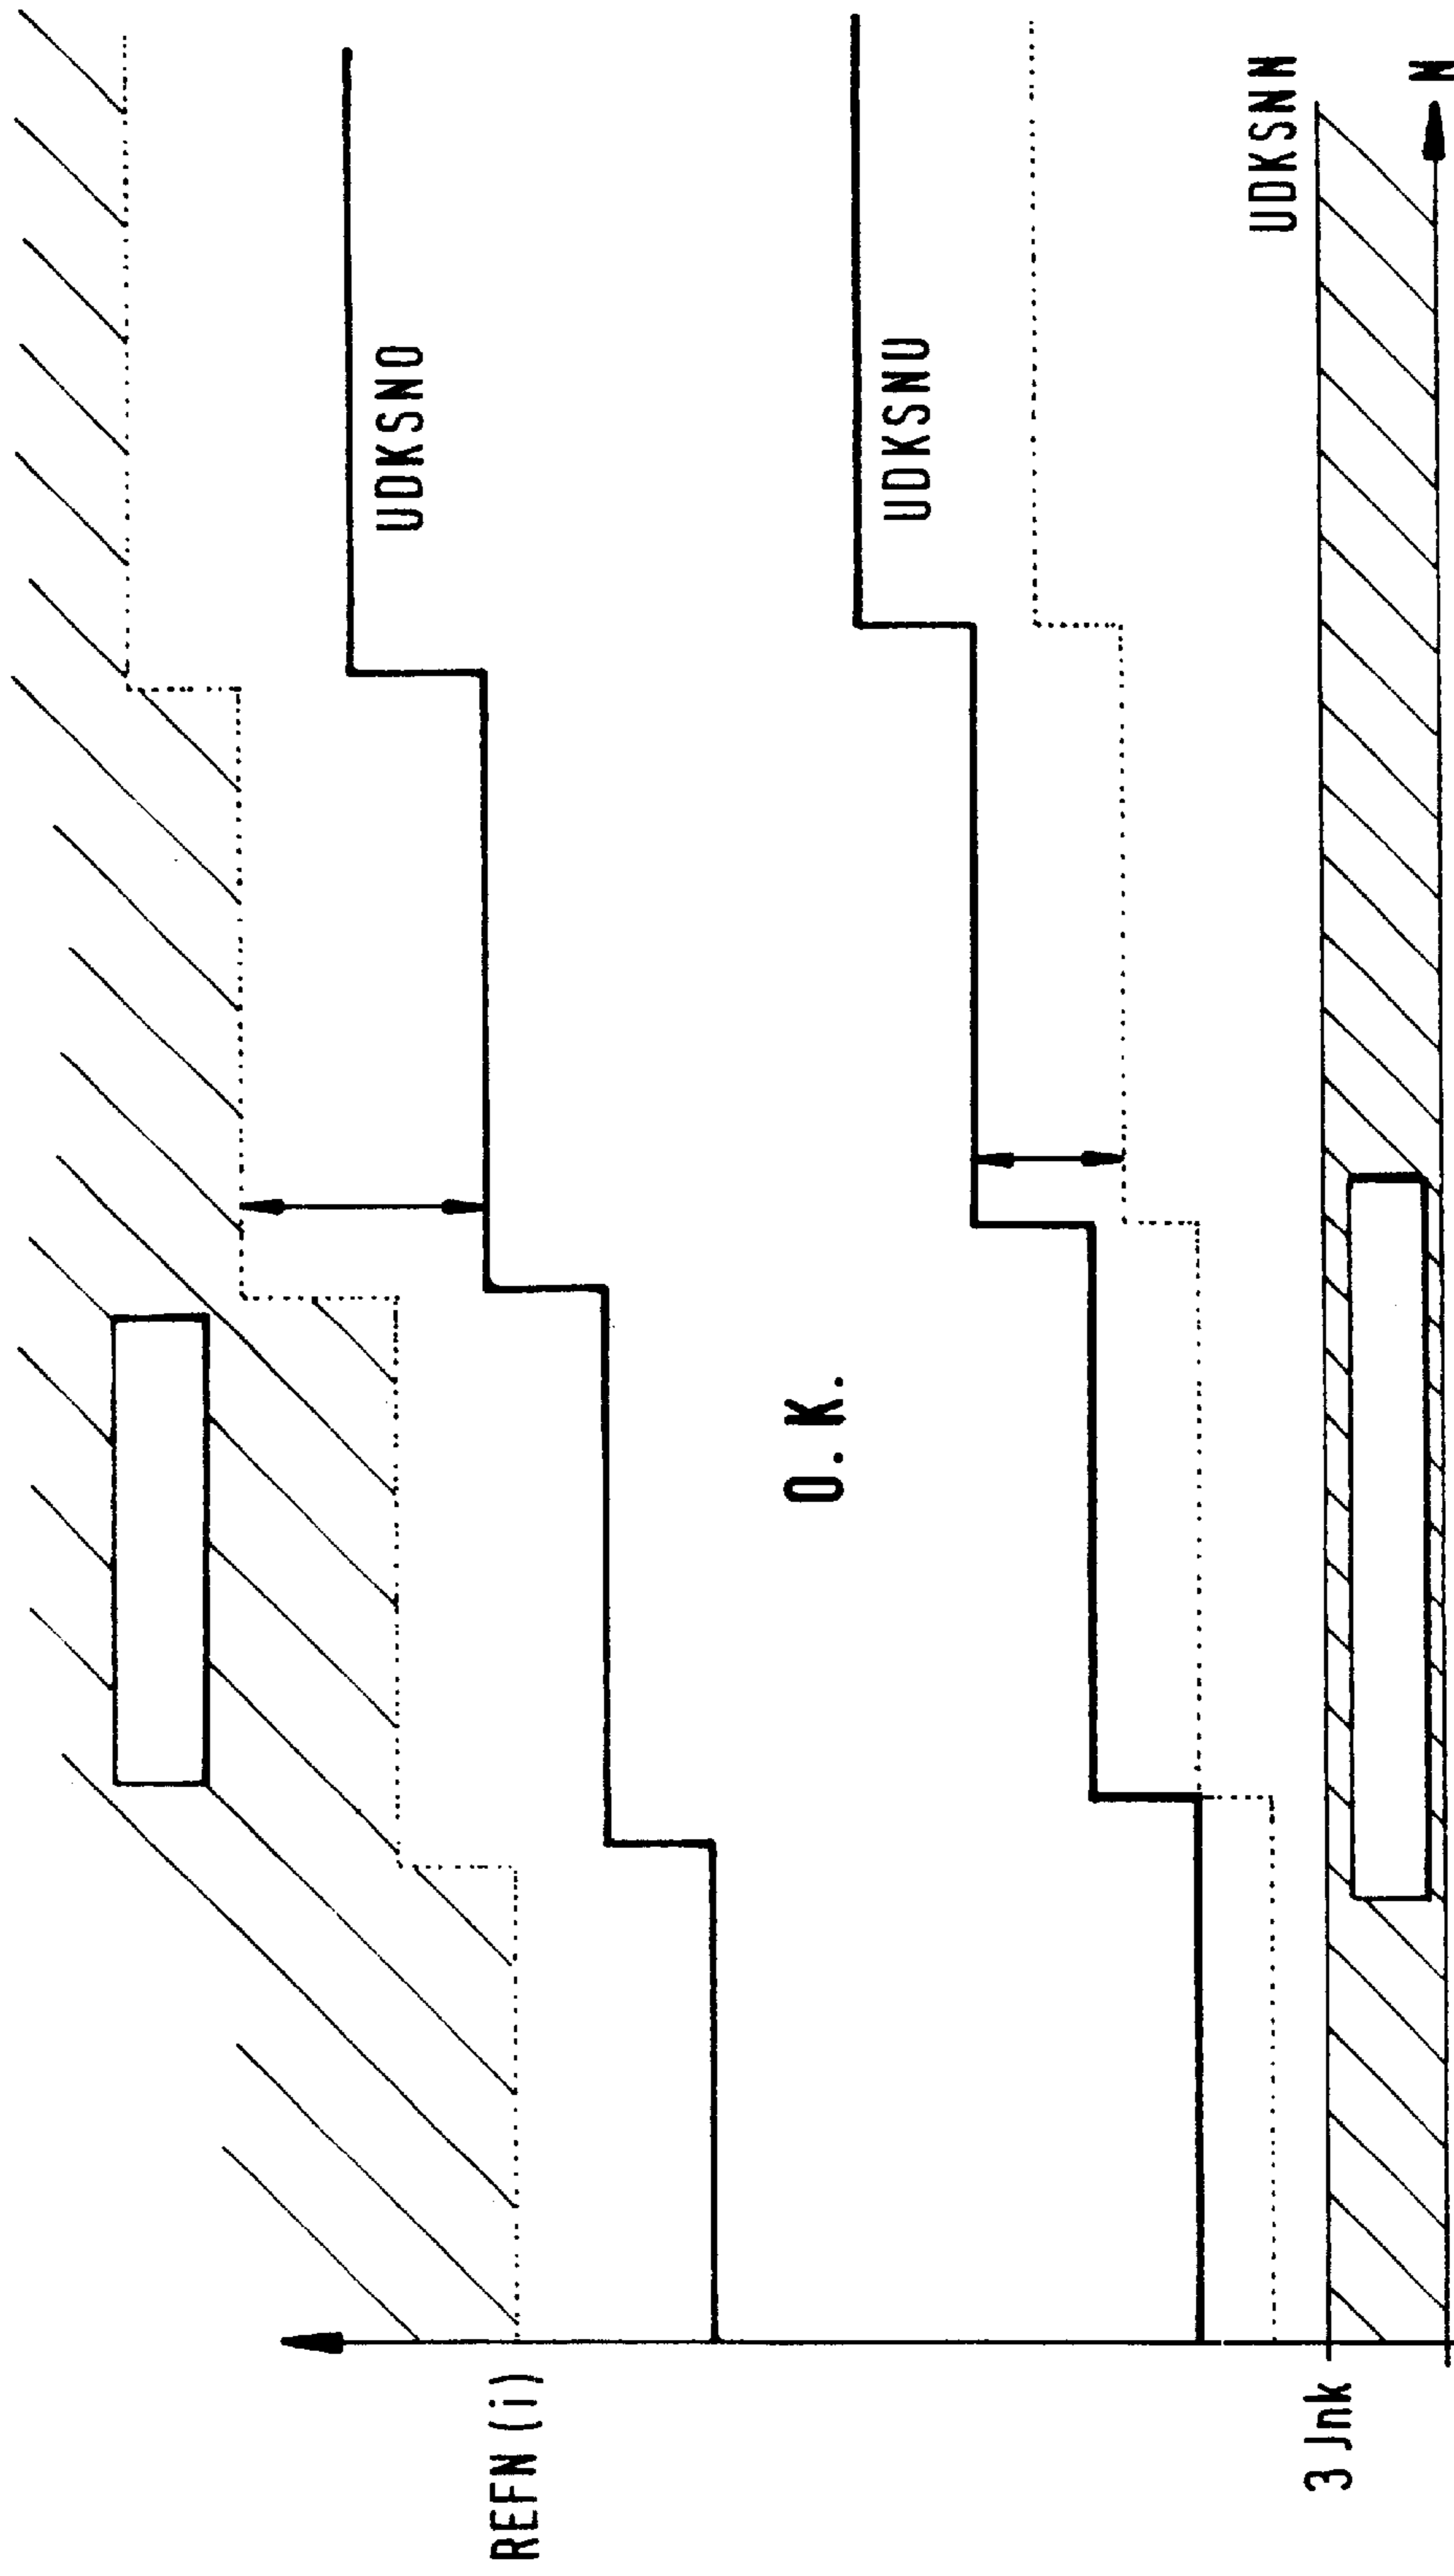 REFN (i)
UDKSNO
O.K.
UDKSNU
UDKSNN
3 Jnk
N